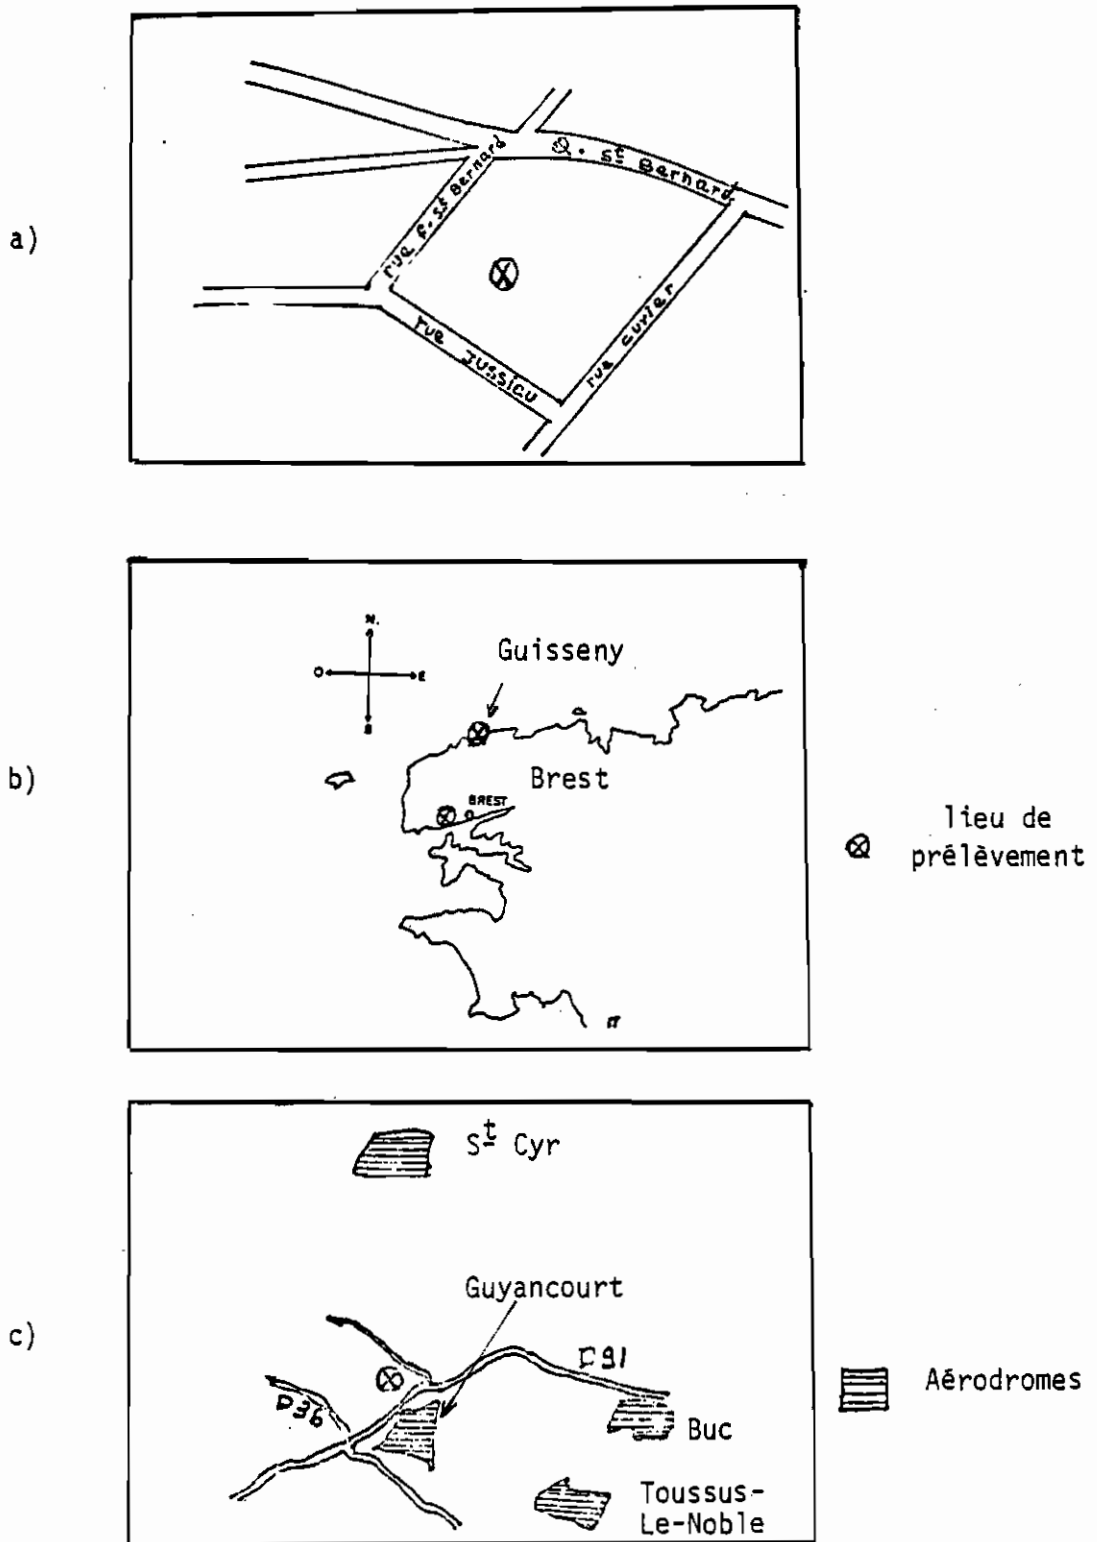 a)
Q. St Bernard
rue f. St Bernard
rue Jussieu
rue Cuvier
b)
N.
O
E
S
Guisseny
Brest
BREST
lieu de
prélèvement
c)
St Cyr
Guyancourt
D91
D36
Buc
Toussus-
Le-Noble
Aérodromes